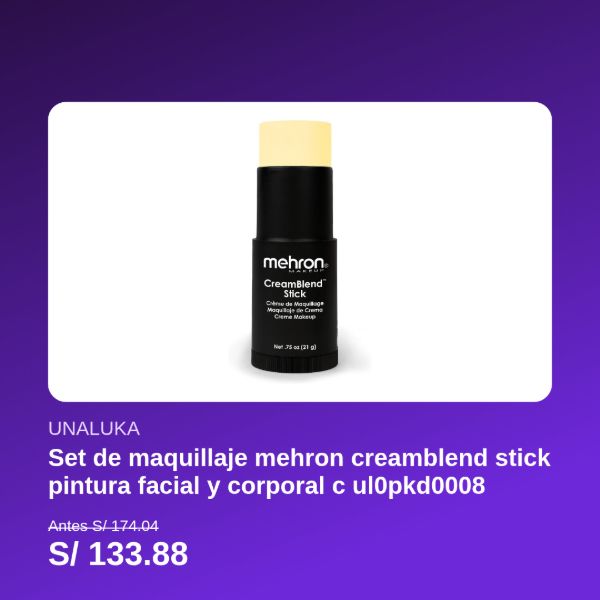 mehron®
MAKEUP
CreamBlend™
Stick
Crème de Maquillage
Maquillaje de Crema
Creme Makeup
Net .75 oz (21 g)
UNALUKA
Set de maquillaje mehron creamblend stick
pintura facial y corporal c ul0pkd0008
Antes S/ 174.04
S/ 133.88